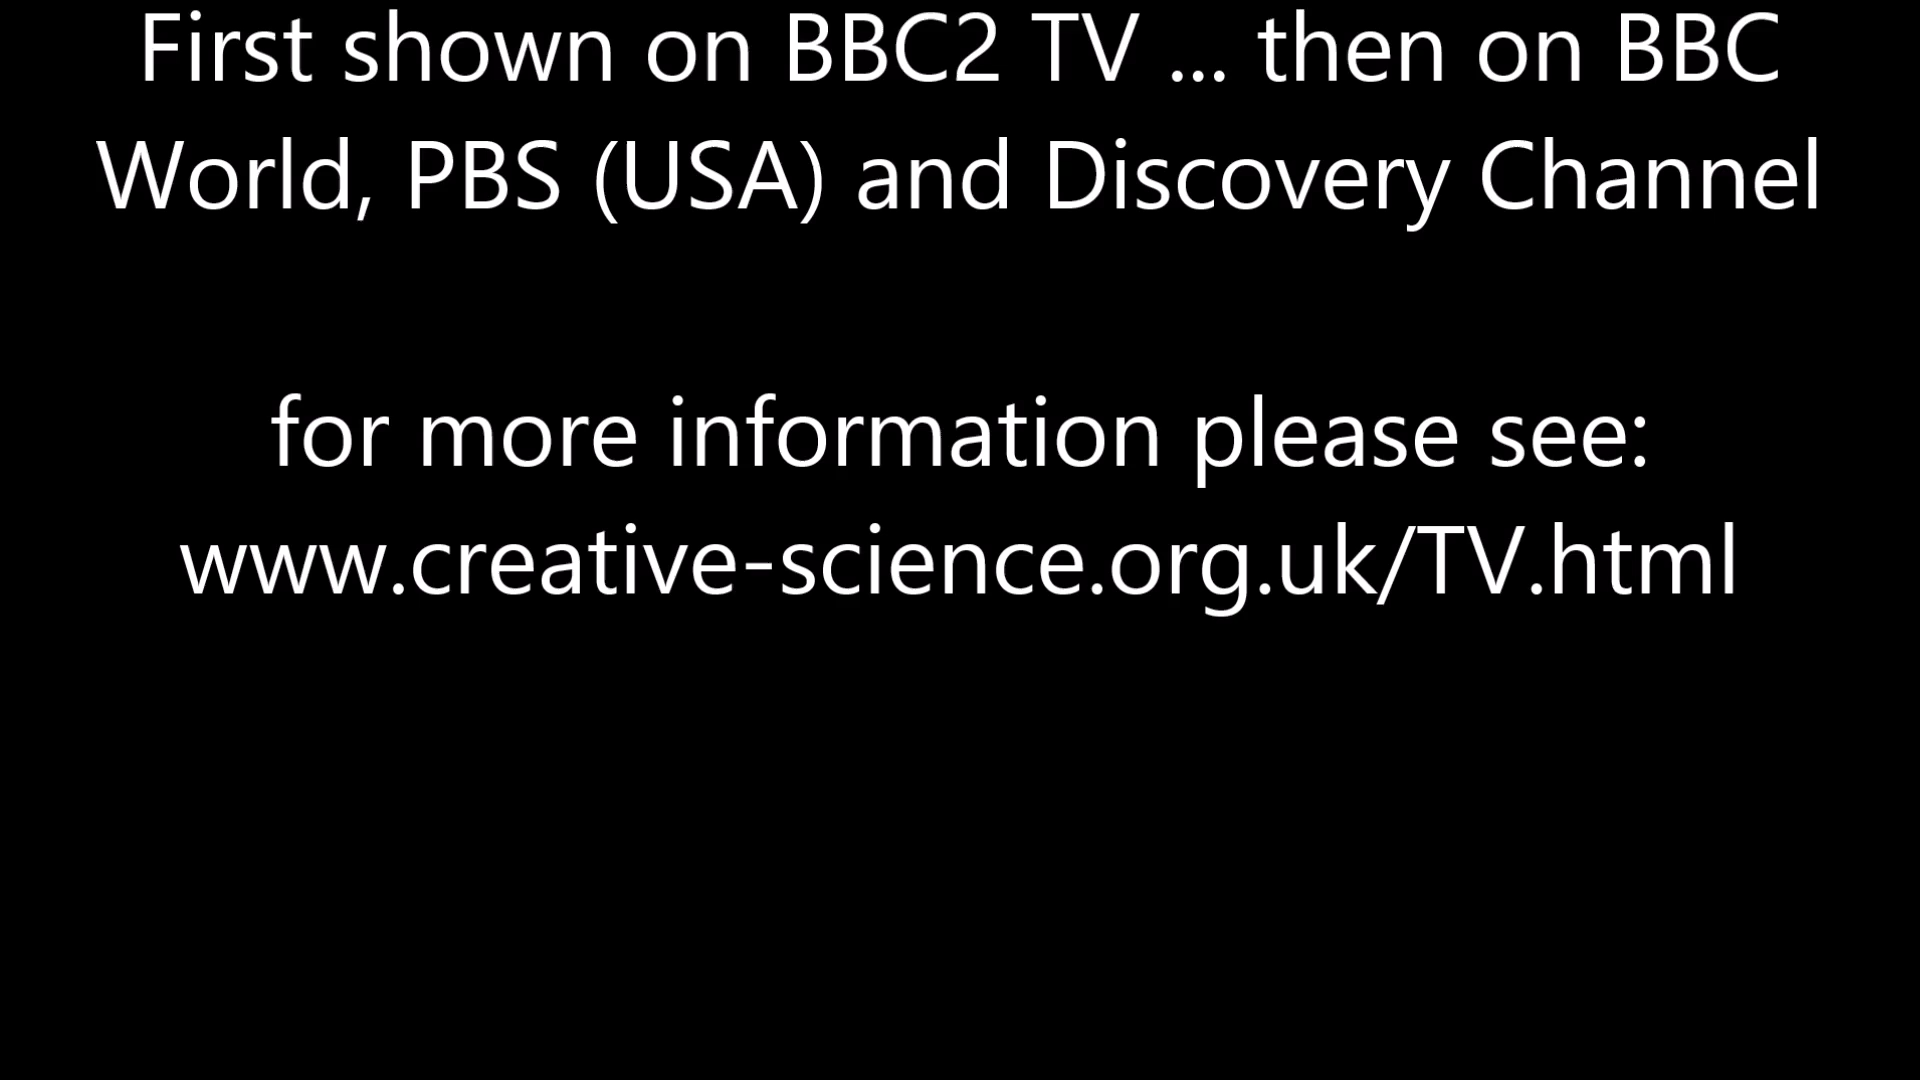 First shown on BBC2 TV ... then on BBC
World, PBS (USA) and Discovery Channel
for more information please see:
www.creative-science.org.uk/TV.html